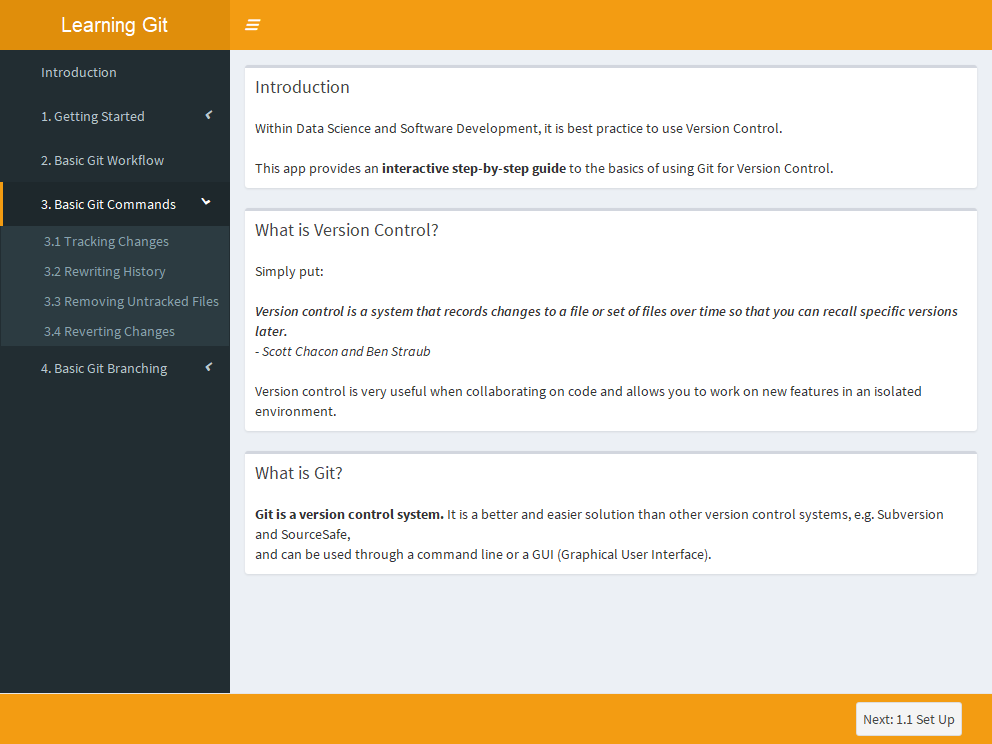 Learning Git
Introduction
1. Getting Started
2. Basic Git Workflow
3. Basic Git Commands
3.1 Tracking Changes
3.2 Rewriting History
3.3 Removing Untracked Files
3.4 Reverting Changes
4. Basic Git Branching
Introduction
Within Data Science and Software Development, it is best practice to use Version Control.
This app provides an interactive step-by-step guide to the basics of using Git for Version Control.
What is Version Control?
Simply put:
Version control is a system that records changes to a file or set of files over time so that you can recall specific versions
later.
- Scott Chacon and Ben Straub
Version control is very useful when collaborating on code and allows you to work on new features in an isolated
environment.
What is Git?
Git is a version control system. It is a better and easier solution than other version control systems, e.g. Subversion
and SourceSafe,
and can be used through a command line or a GUI (Graphical User Interface).
Next: 1.1 Set Up